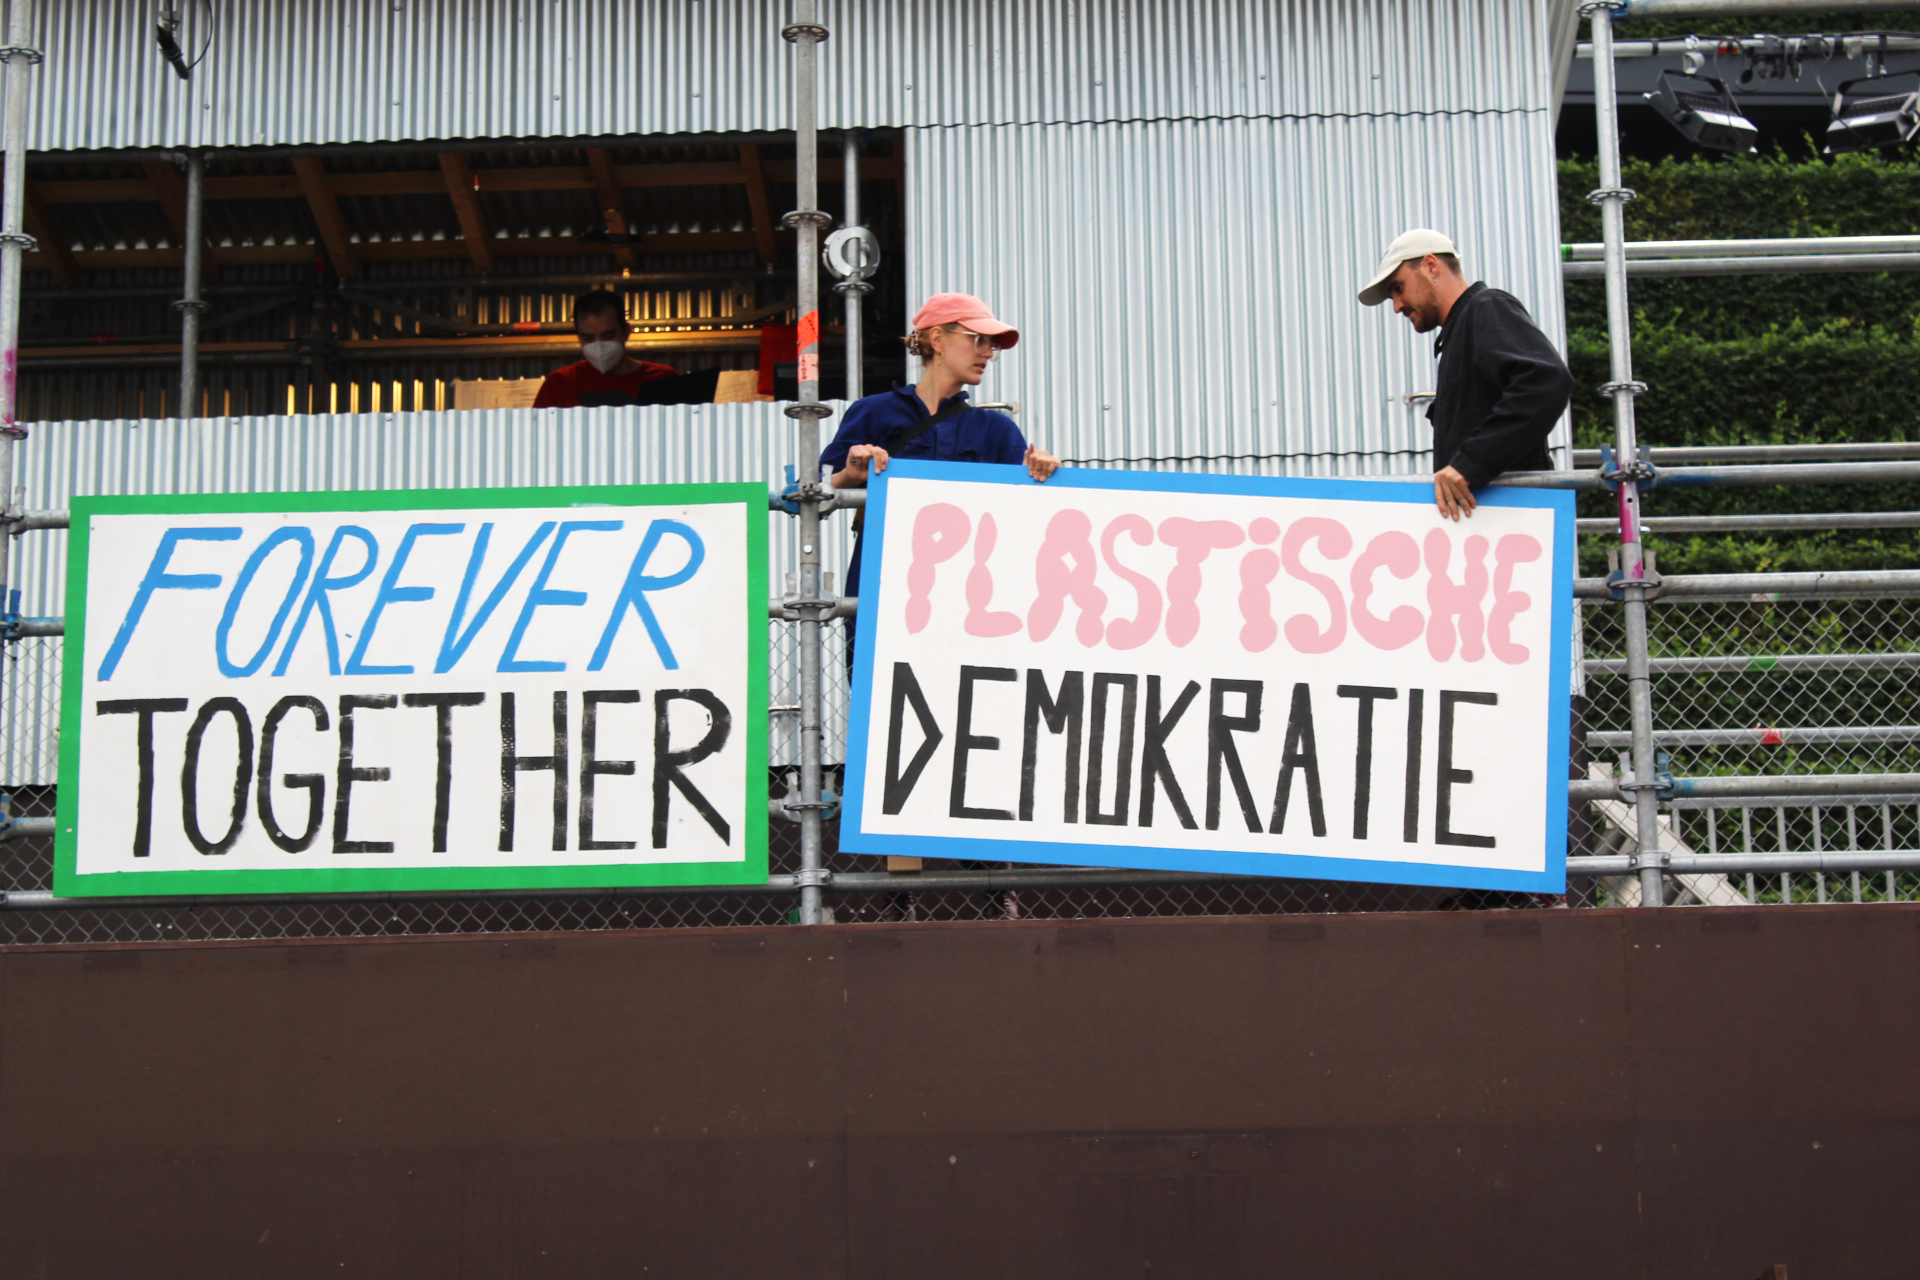 FOREVER
TOGETHER
PLASTiSCHE
DEMOKRATIE